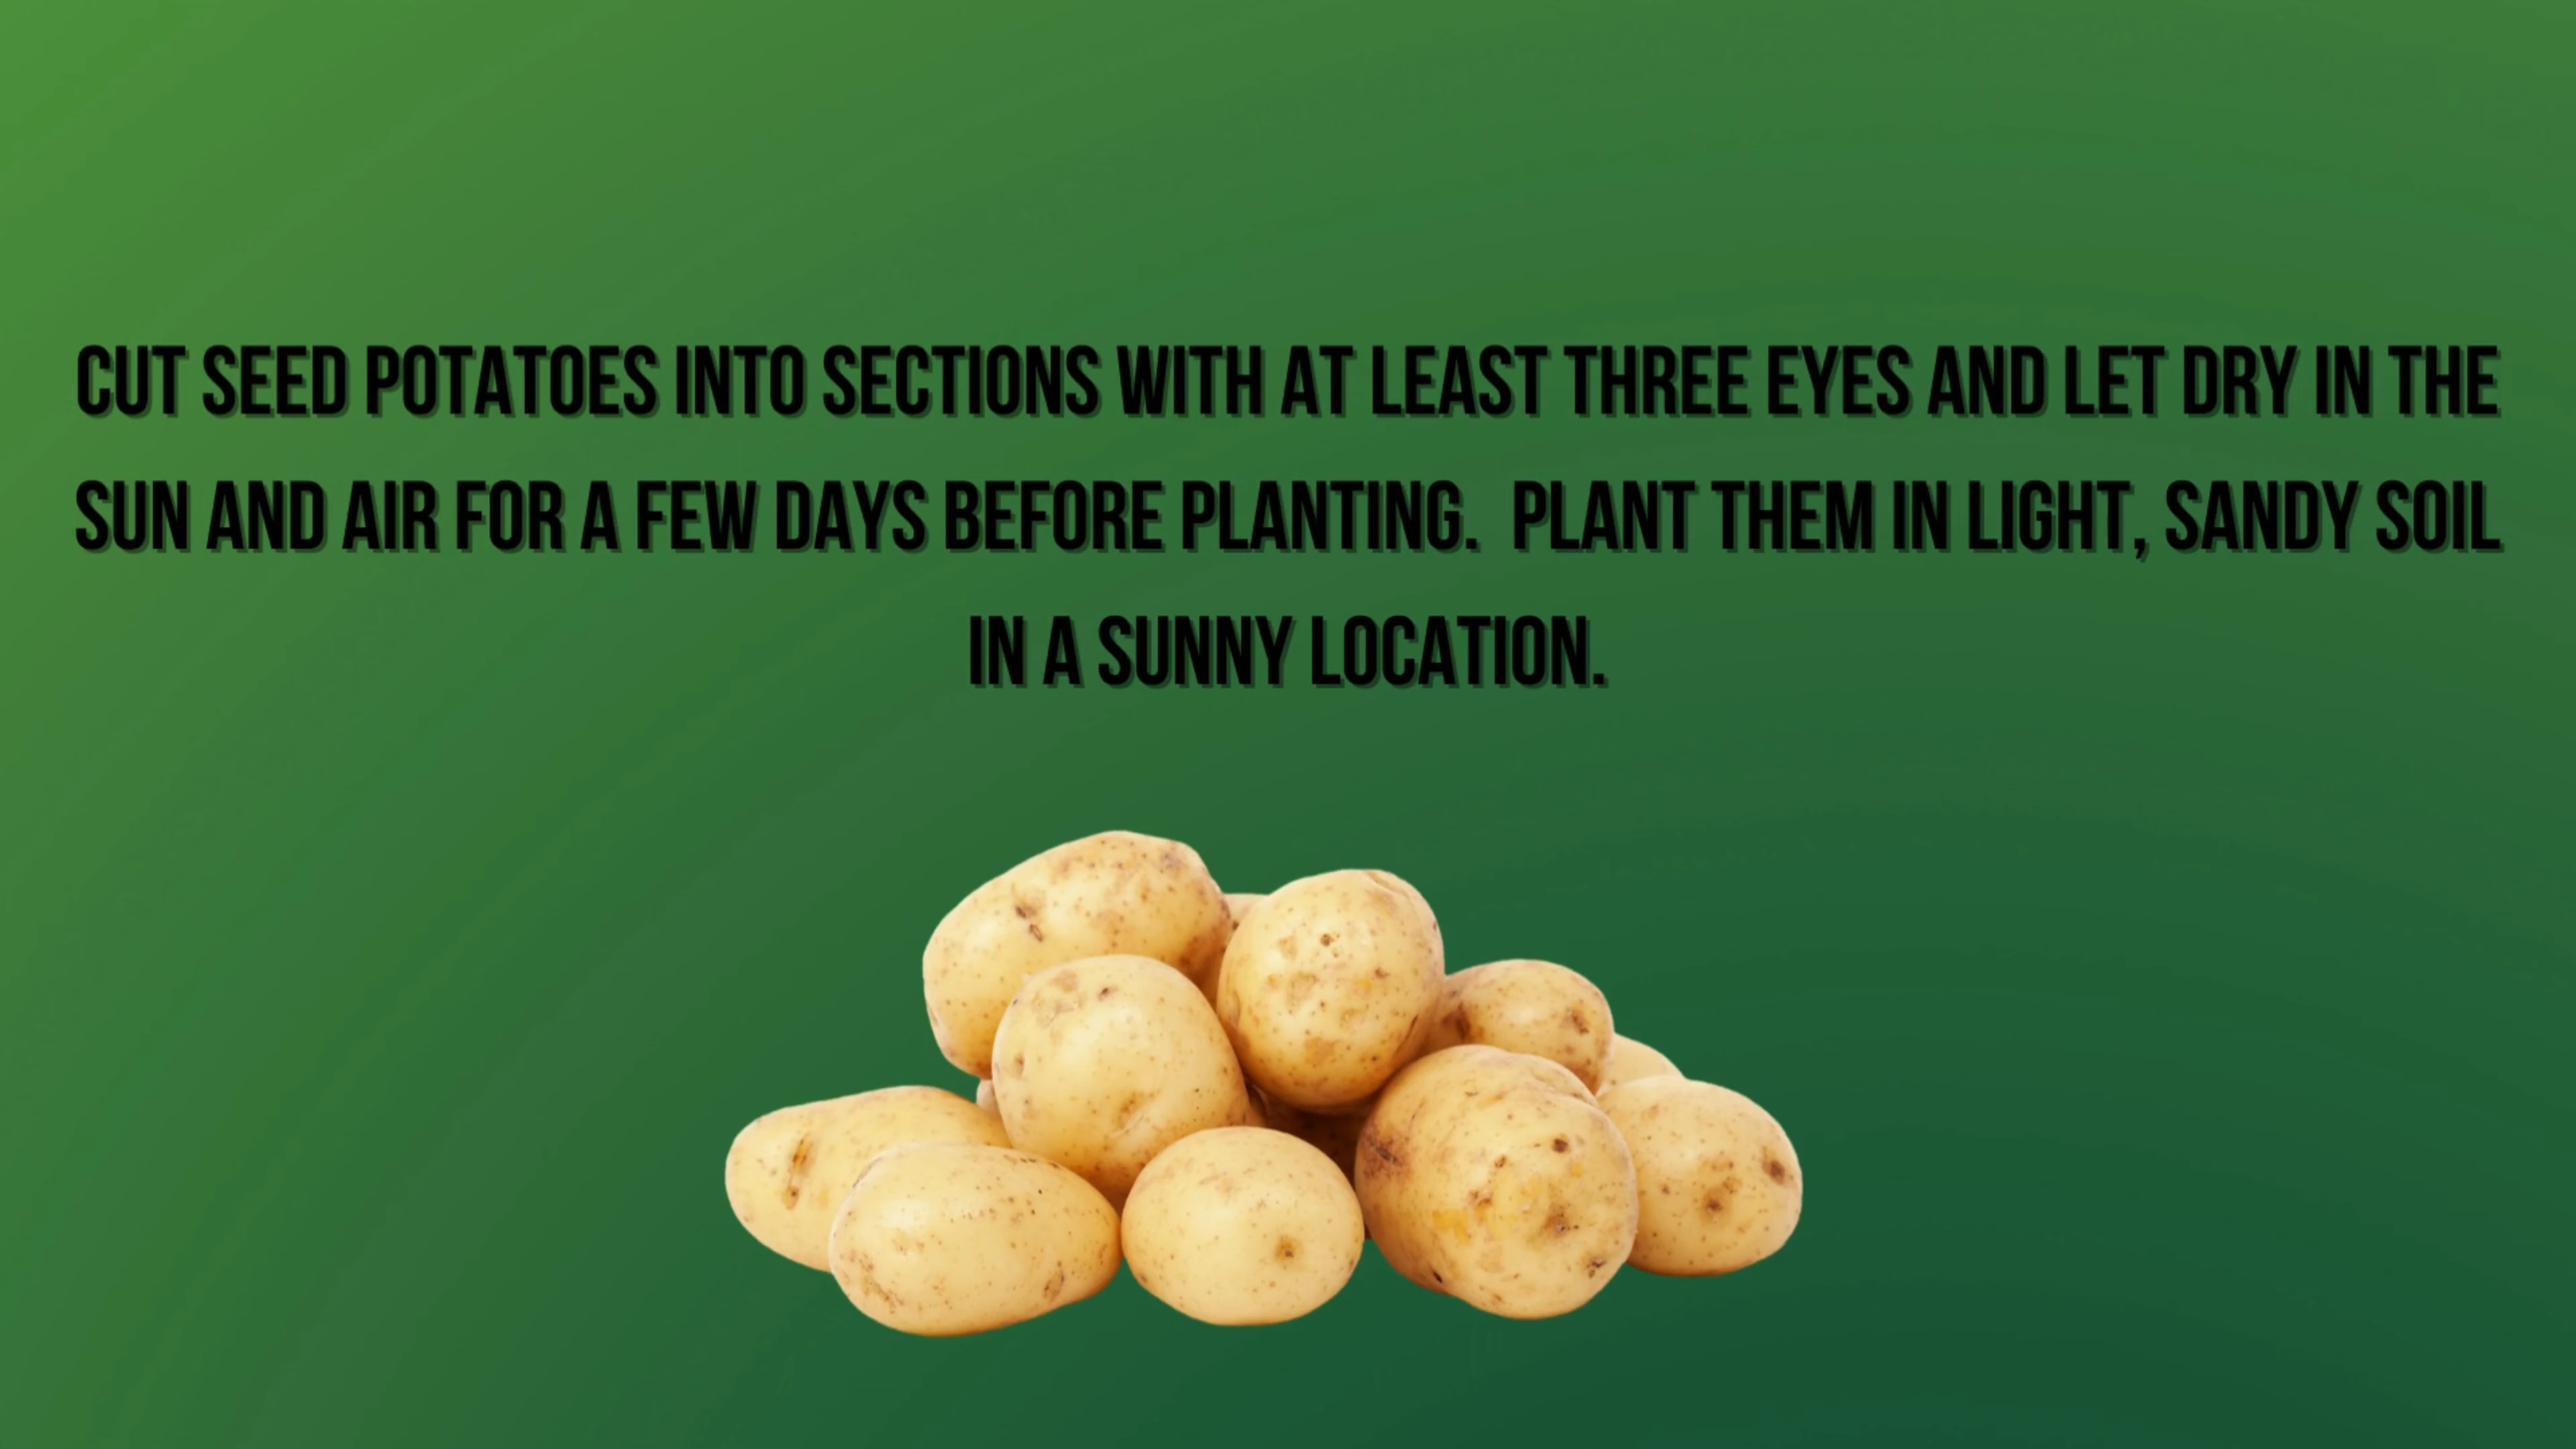 CUT SEED POTATOES INTO SECTIONS WITH AT LEAST THREE EYES AND LET DRY IN THE
SUN AND AIR FOR A FEW DAYS BEFORE PLANTING.  PLANT THEM IN LIGHT, SANDY SOIL
IN A SUNNY LOCATION.